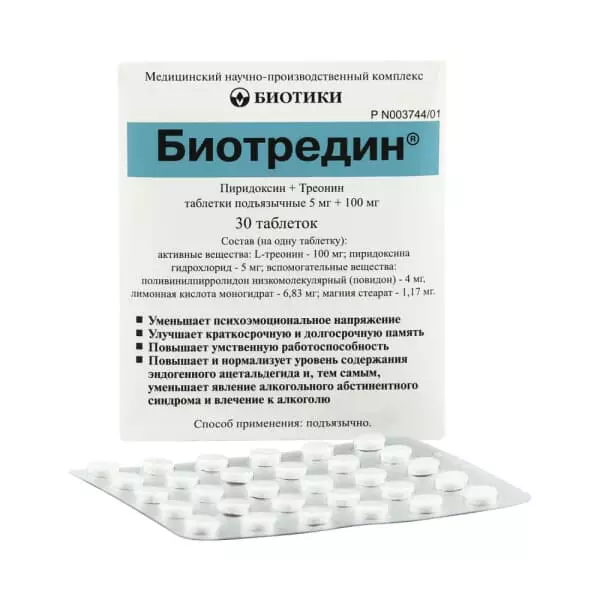 Медицинский научно-производственный комплекс
БИОТИКИ
Р N003744/01
Биотредин®
Пиридоксин + Треонин
таблетки подъязычные 5 мг + 100 мг
30 таблеток
Состав (на одну таблетку):
активные вещества: L-треонин - 100 мг; пиридоксина
гидрохлорид - 5 мг; вспомогательные вещества:
поливинилпирролидон низкомолекулярный (повидон) - 4 мг,
лимонная кислота моногидрат - 6,83 мг; магния стеарат - 1,17 мг.
■ Уменьшает психоэмоциональное напряжение
■ Улучшает краткосрочную и долгосрочную память
■ Повышает умственную работоспособность
■ Повышает и нормализует уровень содержания
эндогенного ацетальдегида и, тем самым,
уменьшает явление алкогольного абстинентного
синдрома и влечение к алкоголю
Способ применения: подъязычно.